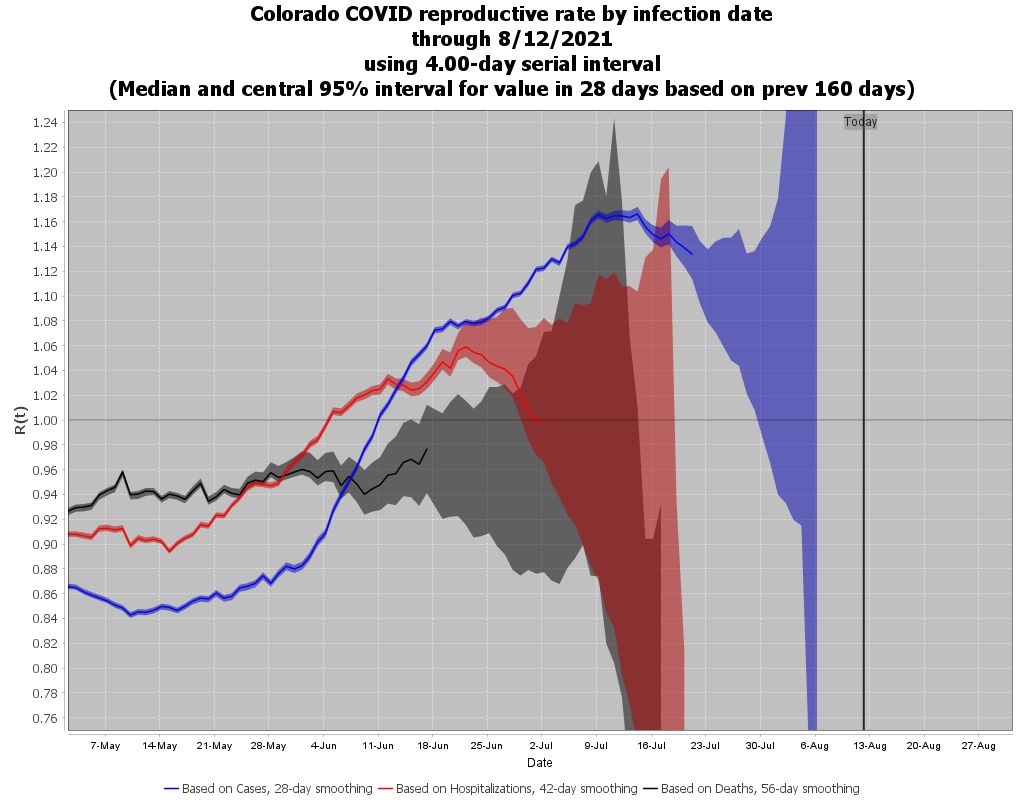 Colorado COVID reproductive rate by infection date
through 8/12/2021
using 4.00-day serial interval
(Median and central 95% interval for value in 28 days based on prev 160 days)
Today
1.24
1.22
1.20
1.18
1.16
1.14
1.12
1.10
1.08
1.06
1.04
1.02
1.00
0.98
0.96
0.94
0.92
0.90
0.88
0.86
0.84
0.82
0.80
0.78
0.76
R(t)
7-May 14-May 21-May 28-May 4-Jun 11-Jun 18-Jun 25-Jun 2-Jul 9-Jul 16-Jul 23-Jul 30-Jul 6-Aug 13-Aug 20-Aug 27-Aug
Date
Based on Cases, 28-day smoothing Based on Hospitalizations, 42-day smoothing Based on Deaths, 56-day smoothing